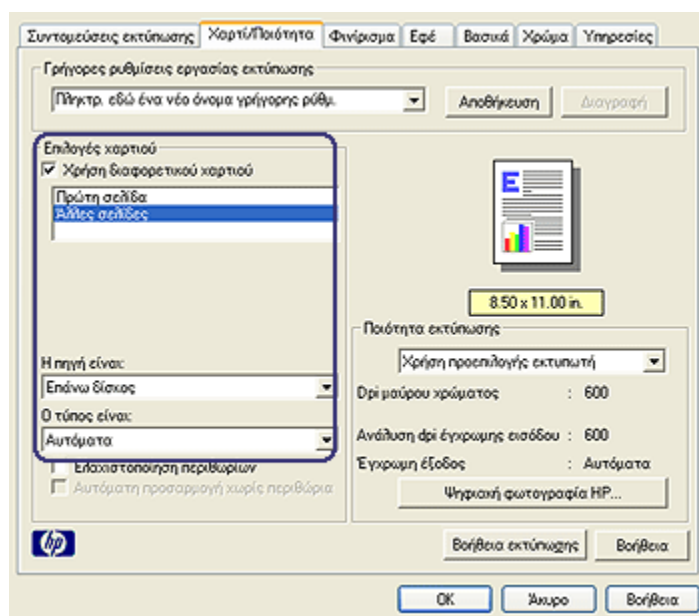 Συντομεύσεις εκτύπωσης Χαρτί/Ποιότητα Φινίρισμα Εφέ Βασικά Χρώμα Υπηρεσίες
Γρήγορες ρυθμίσεις εργασίας εκτύπωσης
Πληκτρ. εδώ ένα νέο όνομα γρήγορης ρύθμ. Αποθήκευση Διαγραφή
Επιλογές χαρτιού
Χρήση διαφορετικού χαρτιού
Πρώτη σελίδα
Άλλες σελίδες
E
8.50 x 11.00 in.
Ποιότητα εκτύπωσης
Χρήση προεπιλογής εκτυπωτή
Η πηγή είναι:
Επάνω δίσκος
Dpi μαύρου χρώματος : 600
Ο τύπος είναι:
Αυτόματα
Ανάλυση dpi έγχρωμης εισόδου : 600
Έγχρωμη έξοδος : Αυτόματα
Ελαχιστοποίηση περιθωρίων
Αυτόματη προσαρμογή χωρίς περιθώρια
Ψηφιακή φωτογραφία HP...
hp
Βοήθεια εκτύπωσης Βοήθεια
OK Άκυρο Βοήθεια